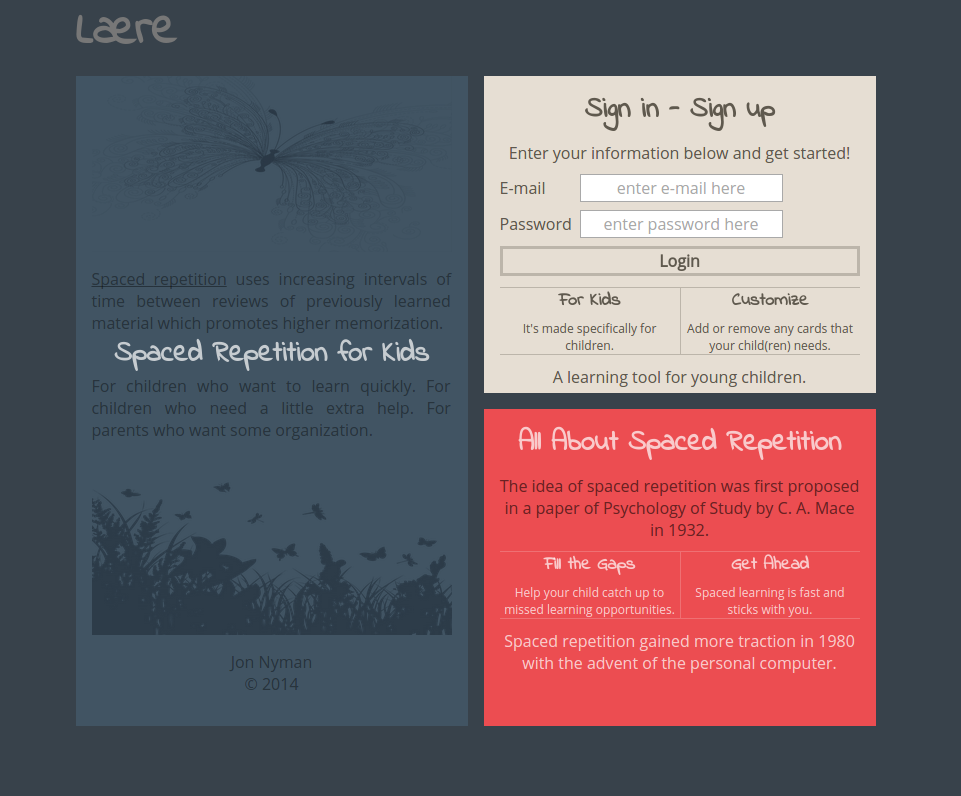 Lære
Spaced repetition uses increasing intervals of
time between reviews of previously learned
material which promotes higher memorization.
Spaced Repetition for Kids
For children who want to learn quickly. For
children who need a little extra help. For
parents who want some organization.
Jon Nyman
© 2014
Sign in - Sign up
Enter your information below and get started!
E-mail enter e-mail here
Password enter password here
Login
For Kids
It's made specifically for
children.
Customize
Add or remove any cards that
your child(ren) needs.
A learning tool for young children.
All About Spaced Repetition
The idea of spaced repetition was first proposed
in a paper of Psychology of Study by C. A. Mace
in 1932.
Fill the Gaps
Help your child catch up to
missed learning opportunities.
Get Ahead
Spaced learning is fast and
sticks with you.
Spaced repetition gained more traction in 1980
with the advent of the personal computer.